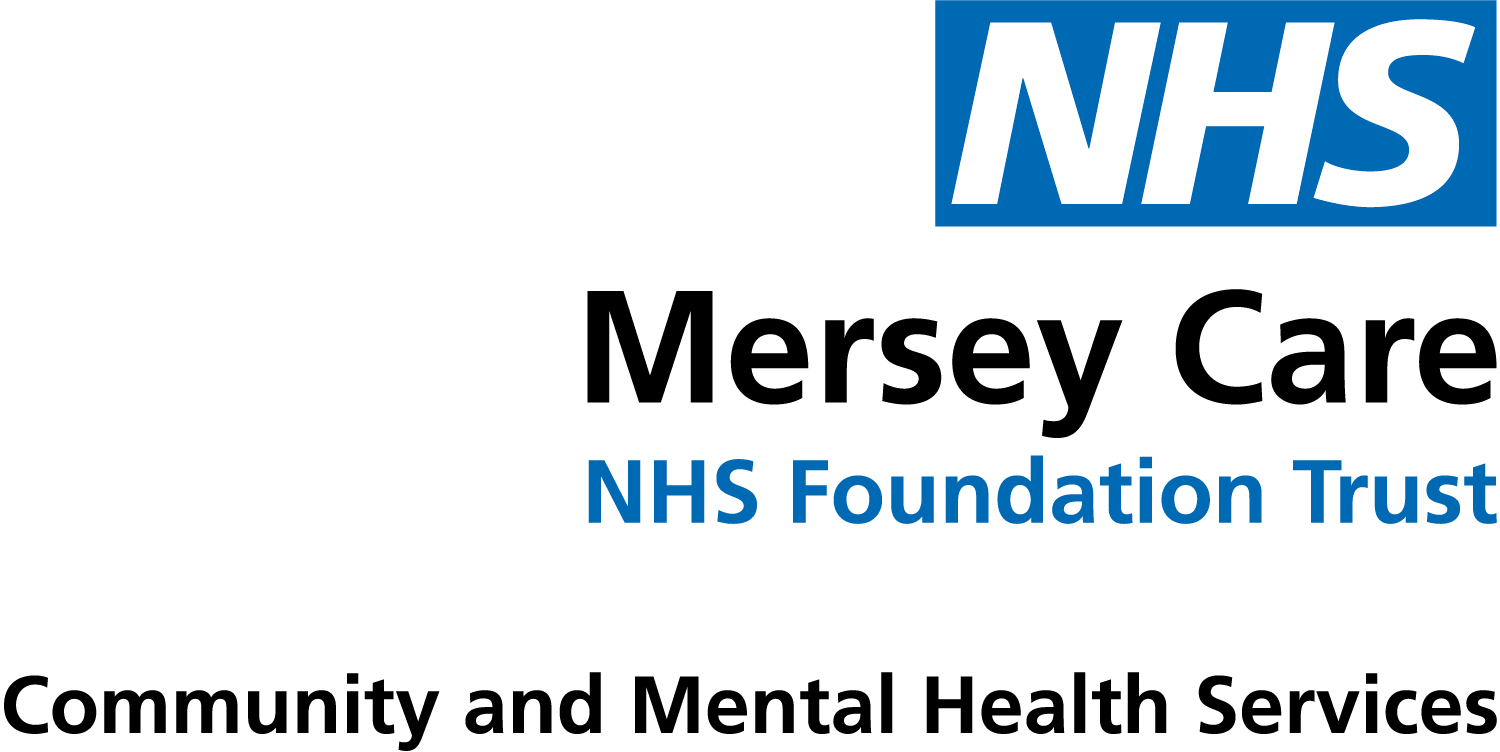 NHS
Mersey Care
NHS Foundation Trust
Community and Mental Health Services